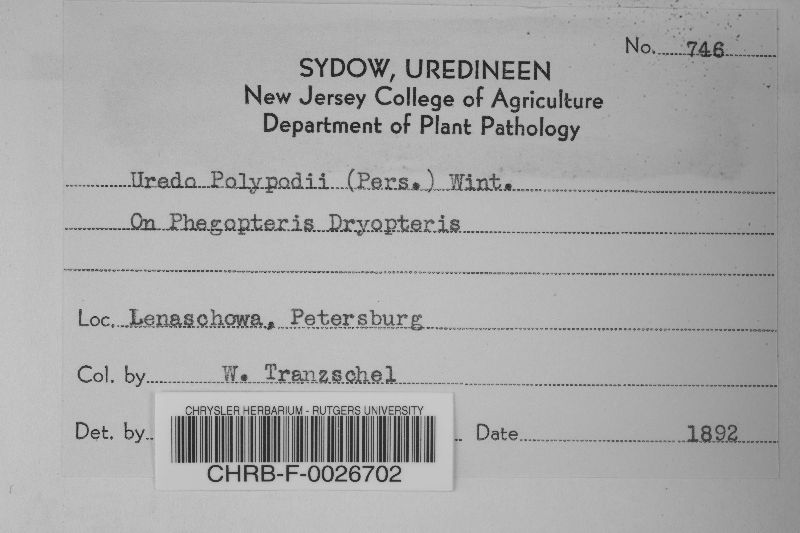 No. 746
SYDOW, UREDINEEN
New Jersey College of Agriculture
Department of Plant Pathology
Uredo Polypodii (Pers.) Wint.
On Phegopteris Dryopteris
Loc. Lenaschowa, Petersburg
Col. by W. Tranzschel
Det. by Date 1892
CHRYSLER HERBARIUM - RUTGERS UNIVERSITY
CHRB-F-0026702